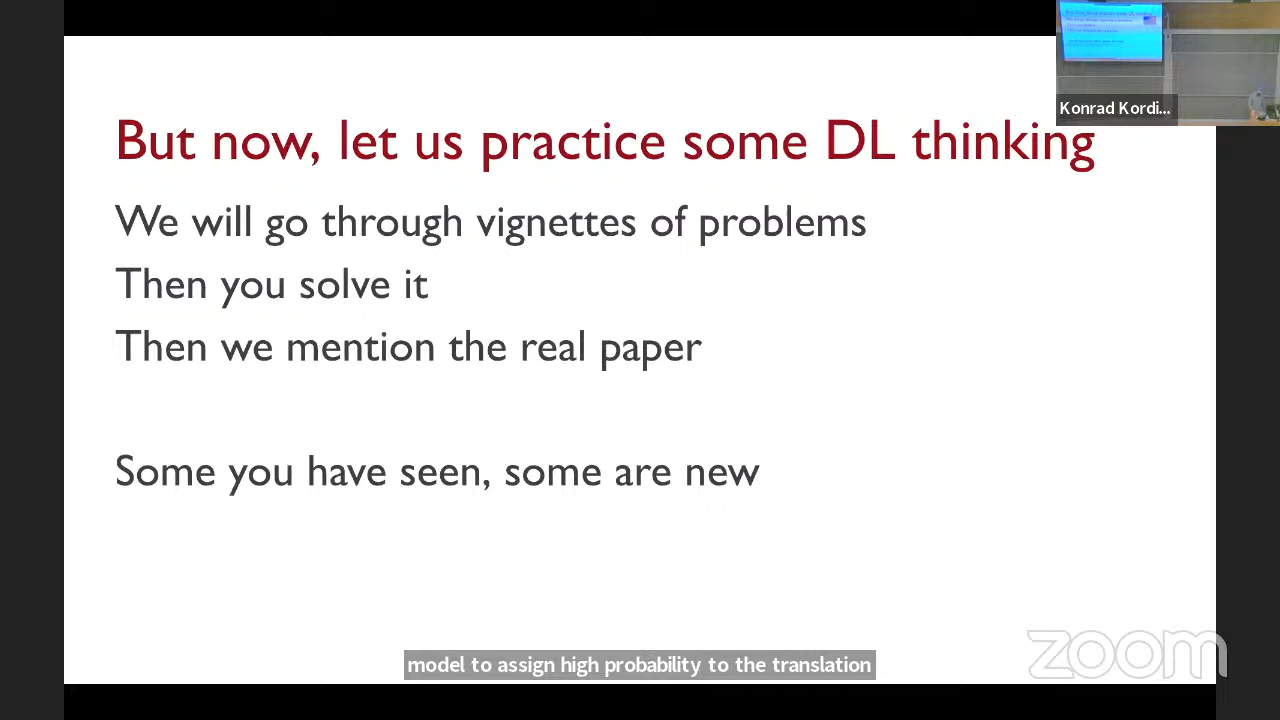 But now, let us practice some DL thinking
We will go through vignettes of problems
Then you solve it
Then we mention the real paper
Some you have seen, some are new
Konrad Kordi...
model to assign high probability to the translation
zoom